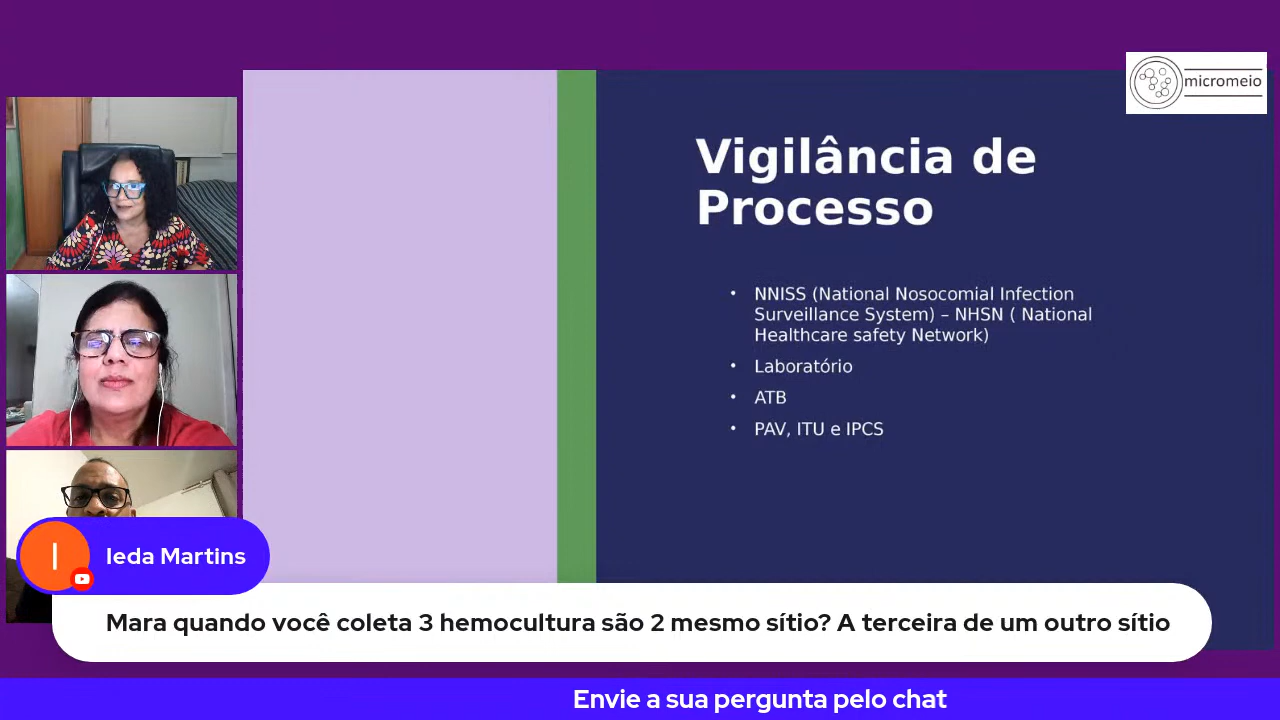 micromeio
Vigilância de
Processo
• NNISS (National Nosocomial Infection
Surveillance System) – NHSN ( National
Healthcare safety Network)
• Laboratório
• ATB
• PAV, ITU e IPCS
I
Ieda Martins
Mara quando você coleta 3 hemocultura são 2 mesmo sítio? A terceira de um outro sítio
Envie a sua pergunta pelo chat